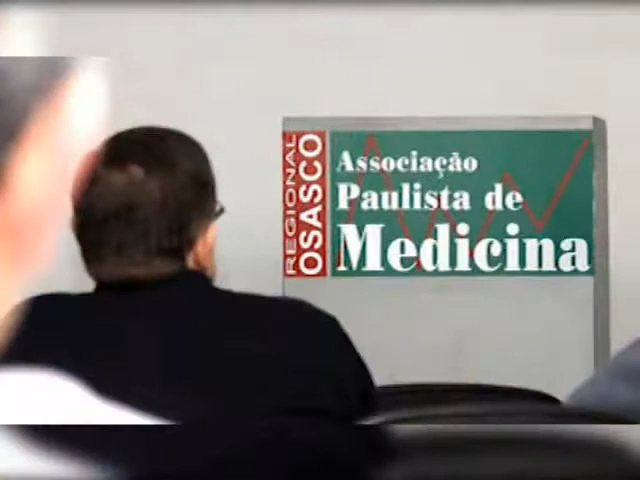 REGIONAL
OSASCO
Associação
Paulista de
Medicina